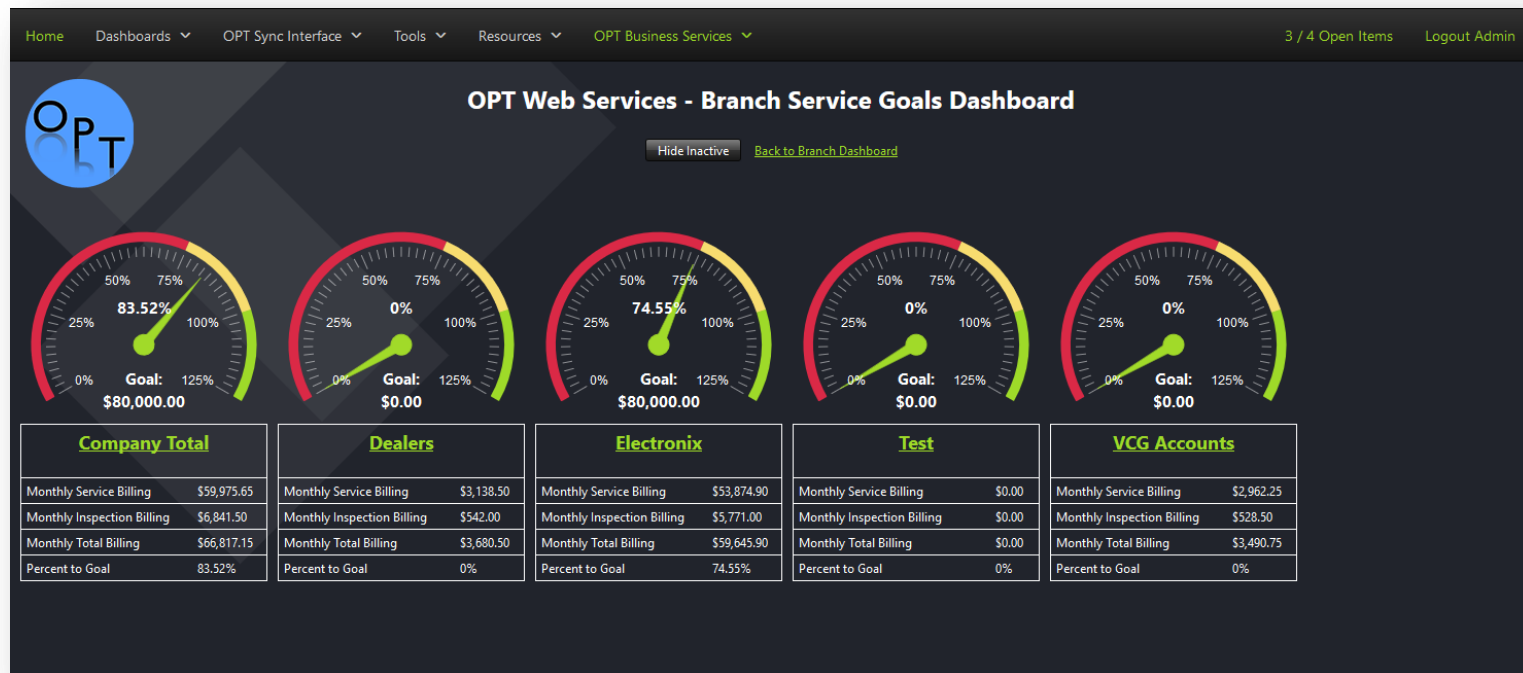 Home Dashboards OPT Sync Interface Tools Resources OPT Business Services 3 / 4 Open Items Logout Admin
OPT
OPT Web Services - Branch Service Goals Dashboard
Hide Inactive Back to Branch Dashboard
0% 25% 50% 75% 100% 125%
83.52%
Goal:
$80,000.00
0% 25% 50% 75% 100% 125%
0%
Goal:
$0.00
0% 25% 50% 75% 100% 125%
74.55%
Goal:
$80,000.00
0% 25% 50% 75% 100% 125%
0%
Goal:
$0.00
0% 25% 50% 75% 100% 125%
0%
Goal:
$0.00
Company Total
Monthly Service Billing $59,975.65
Monthly Inspection Billing $6,841.50
Monthly Total Billing $66,817.15
Percent to Goal 83.52%
Dealers
Monthly Service Billing $3,138.50
Monthly Inspection Billing $542.00
Monthly Total Billing $3,680.50
Percent to Goal 0%
Electronix
Monthly Service Billing $53,874.90
Monthly Inspection Billing $5,771.00
Monthly Total Billing $59,645.90
Percent to Goal 74.55%
Test
Monthly Service Billing $0.00
Monthly Inspection Billing $0.00
Monthly Total Billing $0.00
Percent to Goal 0%
VCG Accounts
Monthly Service Billing $2,962.25
Monthly Inspection Billing $528.50
Monthly Total Billing $3,490.75
Percent to Goal 0%